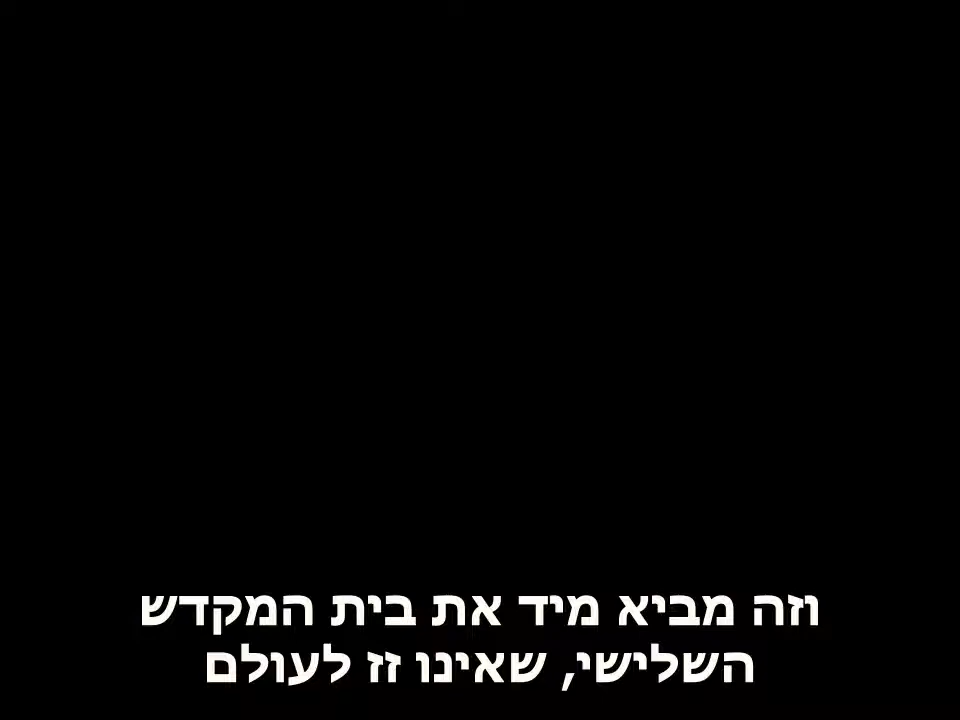 וזה מביא מיד את בית המקדש
השלישי, שאינו זז לעולם